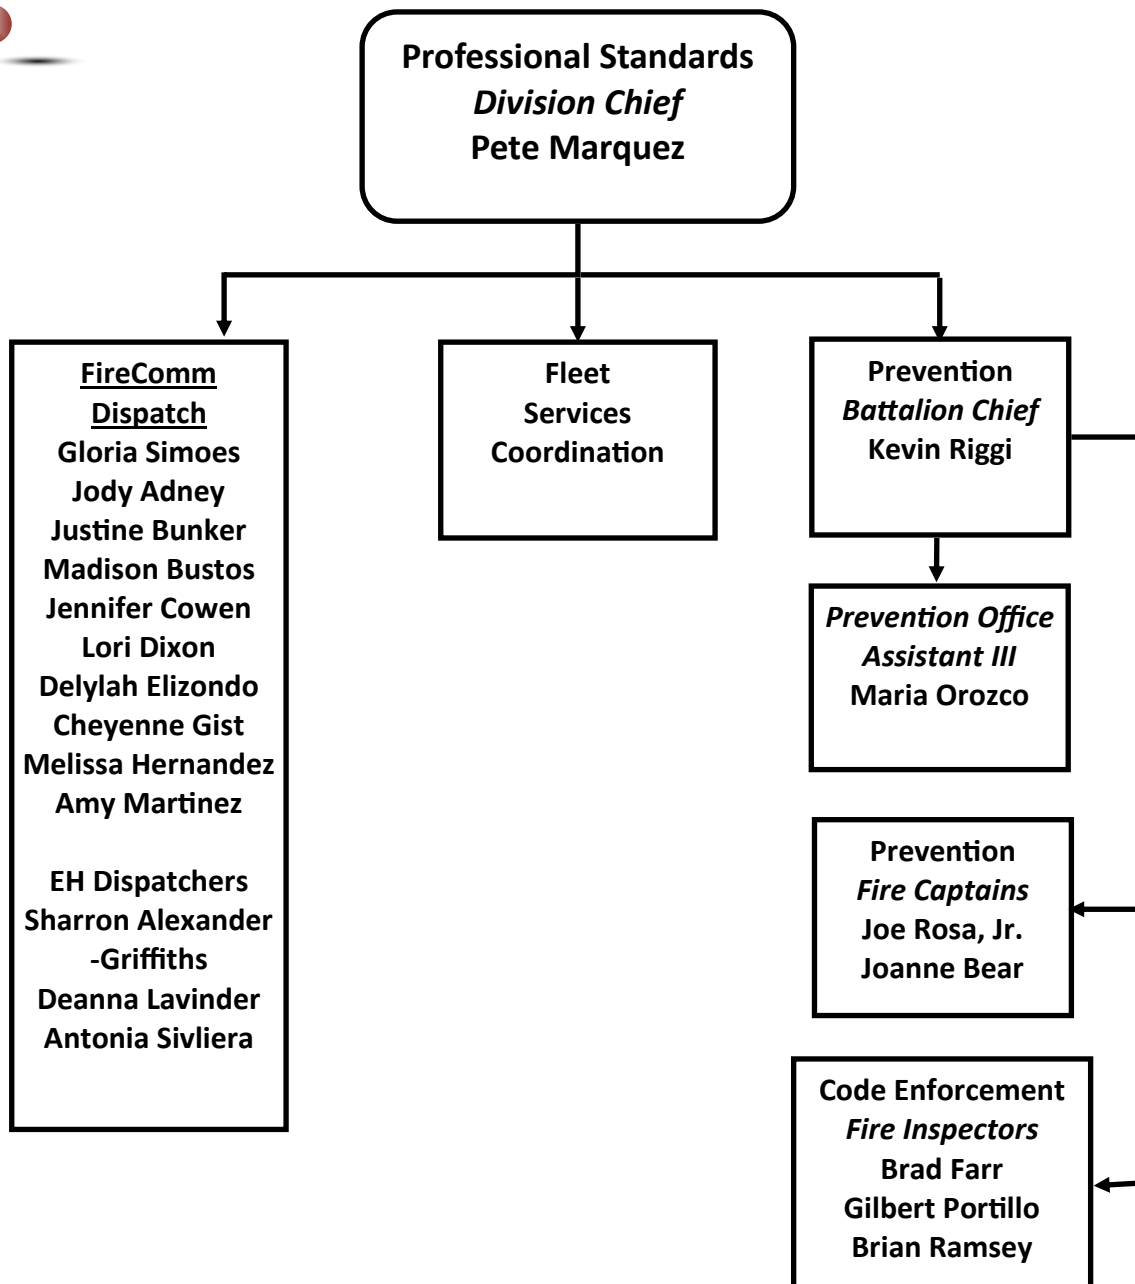 Professional Standards
Division Chief
Pete Marquez
FireComm
Dispatch
Gloria Simoes
Jody Adney
Justine Bunker
Madison Bustos
Jennifer Cowen
Lori Dixon
Delylah Elizondo
Cheyenne Gist
Melissa Hernandez
Amy Martinez
EH Dispatchers
Sharron Alexander
-Griffiths
Deanna Lavinder
Antonia Sivliera
Fleet
Services
Coordination
Prevention
Battalion Chief
Kevin Riggi
Prevention Office
Assistant III
Maria Orozco
Prevention
Fire Captains
Joe Rosa, Jr.
Joanne Bear
Code Enforcement
Fire Inspectors
Brad Farr
Gilbert Portillo
Brian Ramsey